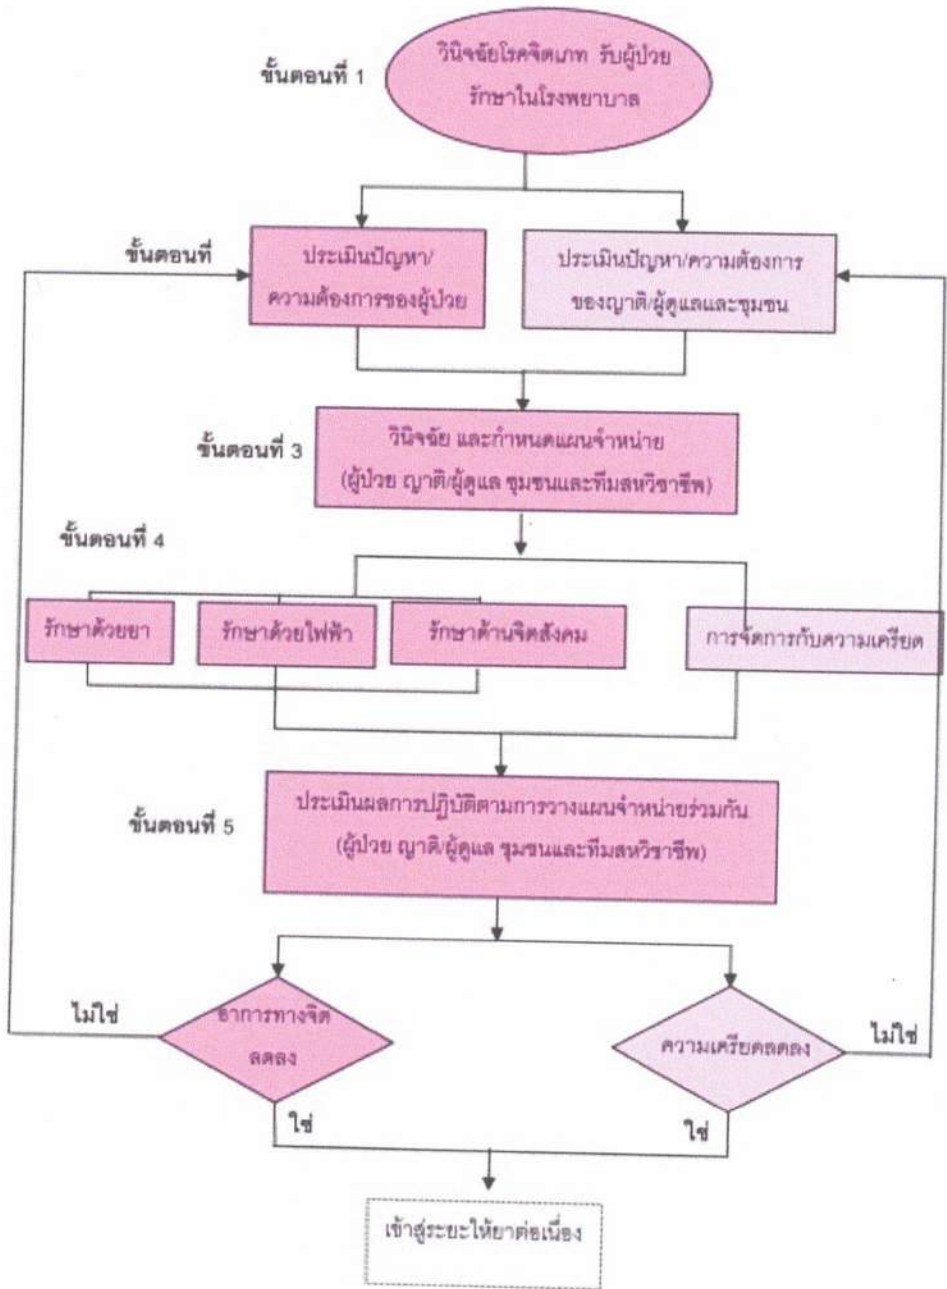 ขั้นตอนที่ 1
วินิจฉัยโรคจิตเภท รับผู้ป่วย
รักษาในโรงพยาบาล
ขั้นตอนที่
ประเมินปัญหา/
ความต้องการของผู้ป่วย
ประเมินปัญหา/ความต้องการ
ของญาติ/ผู้ดูแลและชุมชน
ขั้นตอนที่ 3
วินิจฉัย และกำหนดแผนจำหน่าย
(ผู้ป่วย ญาติ/ผู้ดูแล ชุมชนและทีมสหวิชาชีพ)
ขั้นตอนที่ 4
รักษาด้วยยา
รักษาด้วยไฟฟ้า
รักษาด้านจิตสังคม
การจัดการกับความเครียด
ขั้นตอนที่ 5
ประเมินผลการปฏิบัติตามการวางแผนจำหน่ายร่วมกัน
(ผู้ป่วย ญาติ/ผู้ดูแล ชุมชนและทีมสหวิชาชีพ)
ไม่ใช่
อาการทางจิต
ลดลง
ความเครียดลดลง
ไม่ใช่
ใช่
ใช่
เข้าสู่ระยะให้ยาต่อเนื่อง